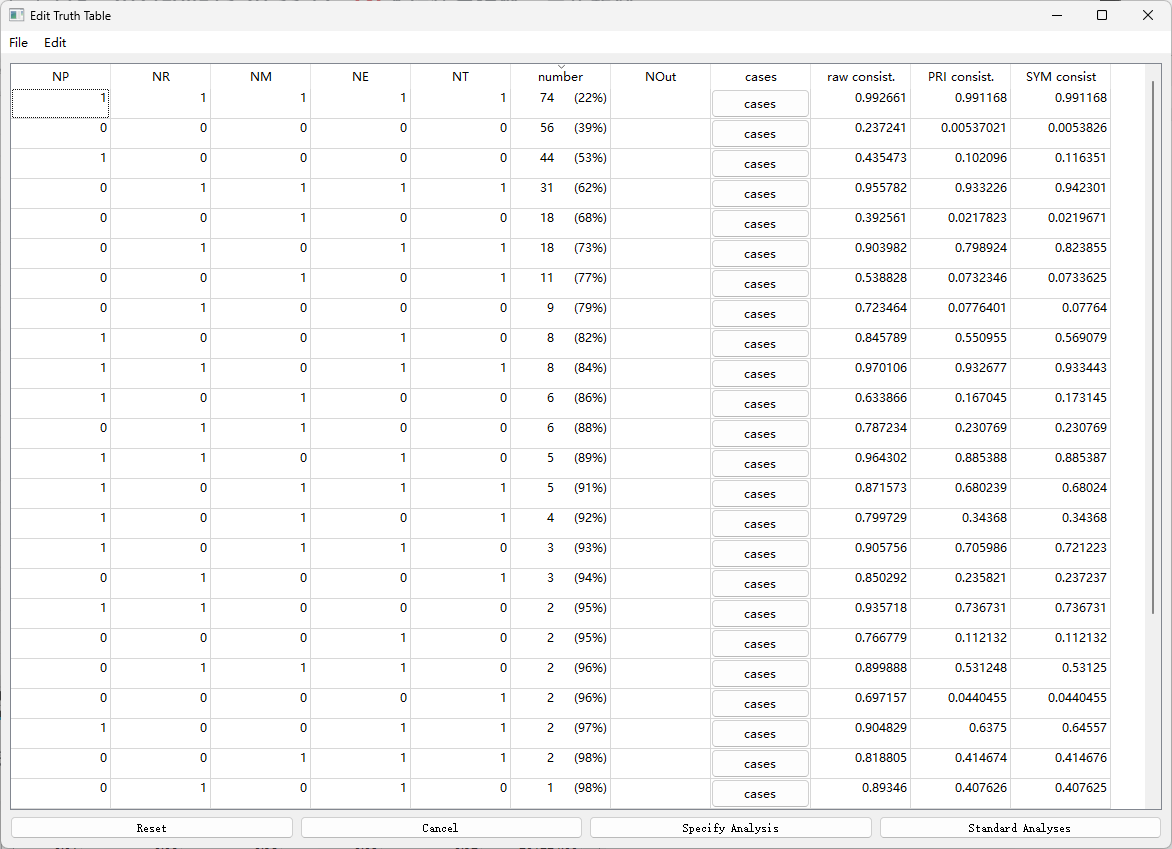 Edit Truth Table
File Edit
NP NR NM NE NT number NOut cases raw consist. PRI consist. SYM consist
1 1 1 1 1 74 (22%) cases 0.992661 0.991168 0.991168
0 0 0 0 0 56 (39%) cases 0.237241 0.00537021 0.0053826
1 0 0 0 0 44 (53%) cases 0.435473 0.102096 0.116351
0 1 1 1 1 31 (62%) cases 0.955782 0.933226 0.942301
0 0 1 0 0 18 (68%) cases 0.392561 0.0217823 0.0219671
0 1 0 1 1 18 (73%) cases 0.903982 0.798924 0.823855
0 0 1 0 1 11 (77%) cases 0.538828 0.0732346 0.0733625
0 1 0 0 0 9 (79%) cases 0.723464 0.0776401 0.07764
1 0 0 1 0 8 (82%) cases 0.845789 0.550955 0.569079
1 1 0 1 1 8 (84%) cases 0.970106 0.932677 0.933443
1 0 1 0 0 6 (86%) cases 0.633866 0.167045 0.173145
0 1 1 0 0 6 (88%) cases 0.787234 0.230769 0.230769
1 1 0 1 0 5 (89%) cases 0.964302 0.885388 0.885387
1 0 1 1 1 5 (91%) cases 0.871573 0.680239 0.68024
1 0 1 0 1 4 (92%) cases 0.799729 0.34368 0.34368
1 0 1 1 0 3 (93%) cases 0.905756 0.705986 0.721223
0 1 0 0 1 3 (94%) cases 0.850292 0.235821 0.237237
1 1 0 0 0 2 (95%) cases 0.935718 0.736731 0.736731
0 0 0 1 0 2 (95%) cases 0.766779 0.112132 0.112132
0 1 1 1 0 2 (96%) cases 0.899888 0.531248 0.53125
0 0 0 0 1 2 (96%) cases 0.697157 0.0440455 0.0440455
1 0 0 1 1 2 (97%) cases 0.904829 0.6375 0.64557
0 0 1 1 1 2 (98%) cases 0.818805 0.414674 0.414676
0 1 0 1 0 1 (98%) cases 0.89346 0.407626 0.407625
Reset Cancel Specify Analysis Standard Analyses